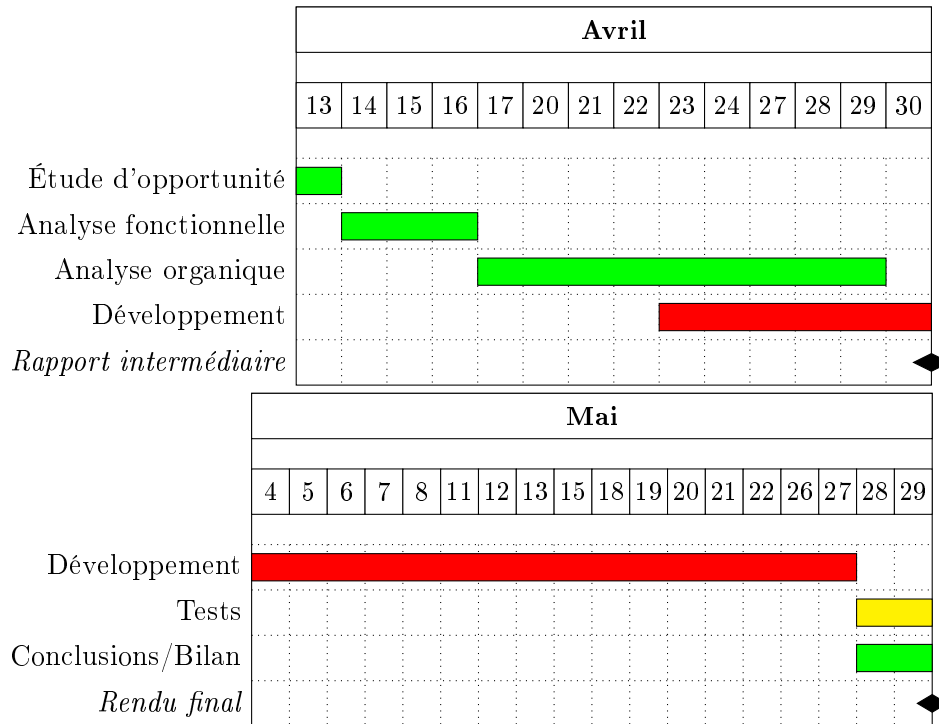 Avril
13 14 15 16 17 20 21 22 23 24 27 28 29 30
Étude d'opportunité
Analyse fonctionnelle
Analyse organique
Développement
Rapport intermédiaire
Mai
4 5 6 7 8 11 12 13 15 18 19 20 21 22 26 27 28 29
Développement
Tests
Conclusions/Bilan
Rendu final